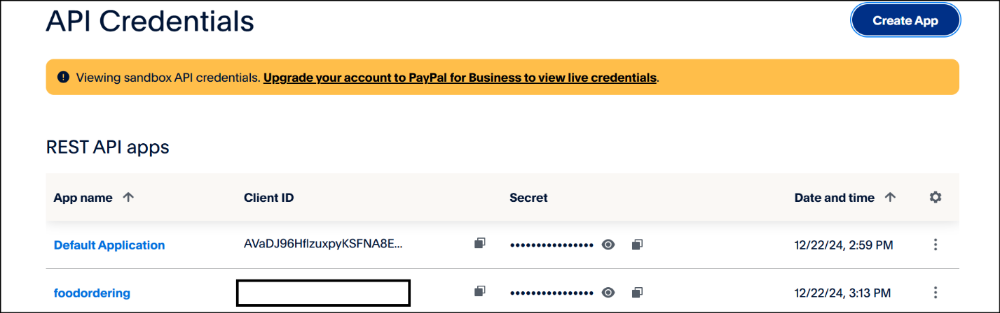 API Credentials
Create App
Viewing sandbox API credentials. Upgrade your account to PayPal for Business to view live credentials.
REST API apps
App name Client ID Secret Date and time
Default Application AVaDJ96HflzuxpyKSFNA8E... •••••••••••••••• 12/22/24, 2:59 PM
foodordering •••••••••••••••• 12/22/24, 3:13 PM